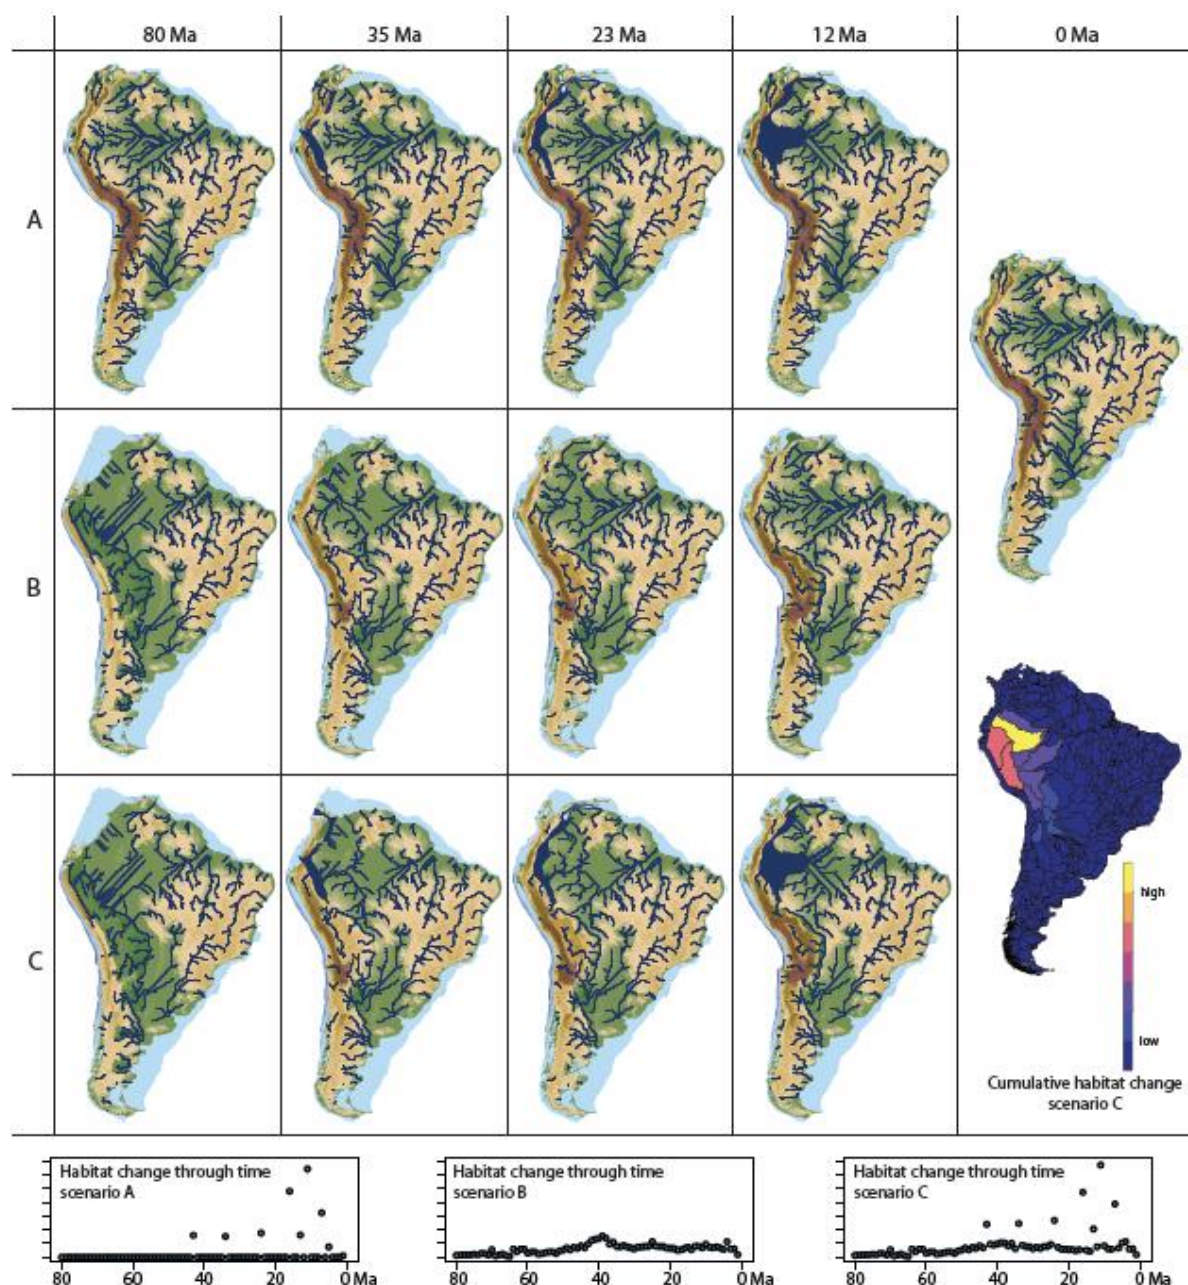 80 Ma 35 Ma 23 Ma 12 Ma 0 Ma
A
B
C
high
low
Cumulative habitat change
scenario C
Habitat change through time
scenario A
80 60 40 20 0 Ma
Habitat change through time
scenario B
80 60 40 20 0 Ma
Habitat change through time
scenario C
80 60 40 20 0 Ma